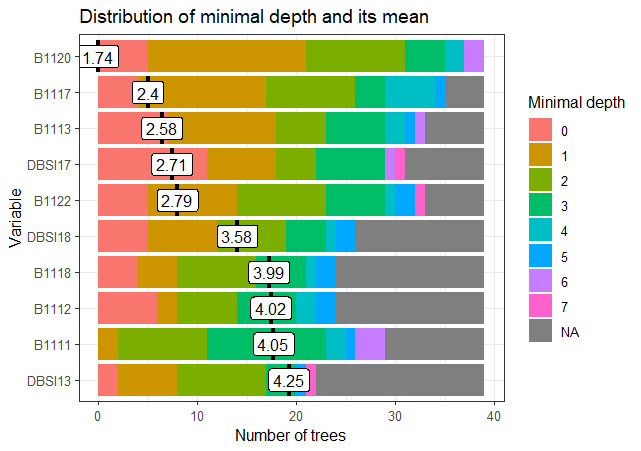 Distribution of minimal depth and its mean
Variable
B1120
1.74
B1117
2.4
B1113
2.58
DBSI17
2.71
B1122
2.79
DBSI18
3.58
B1118
3.99
B1112
4.02
B1111
4.05
DBSI13
4.25
0
10
20
30
40
Number of trees
Minimal depth
0
1
2
3
4
5
6
7
NA